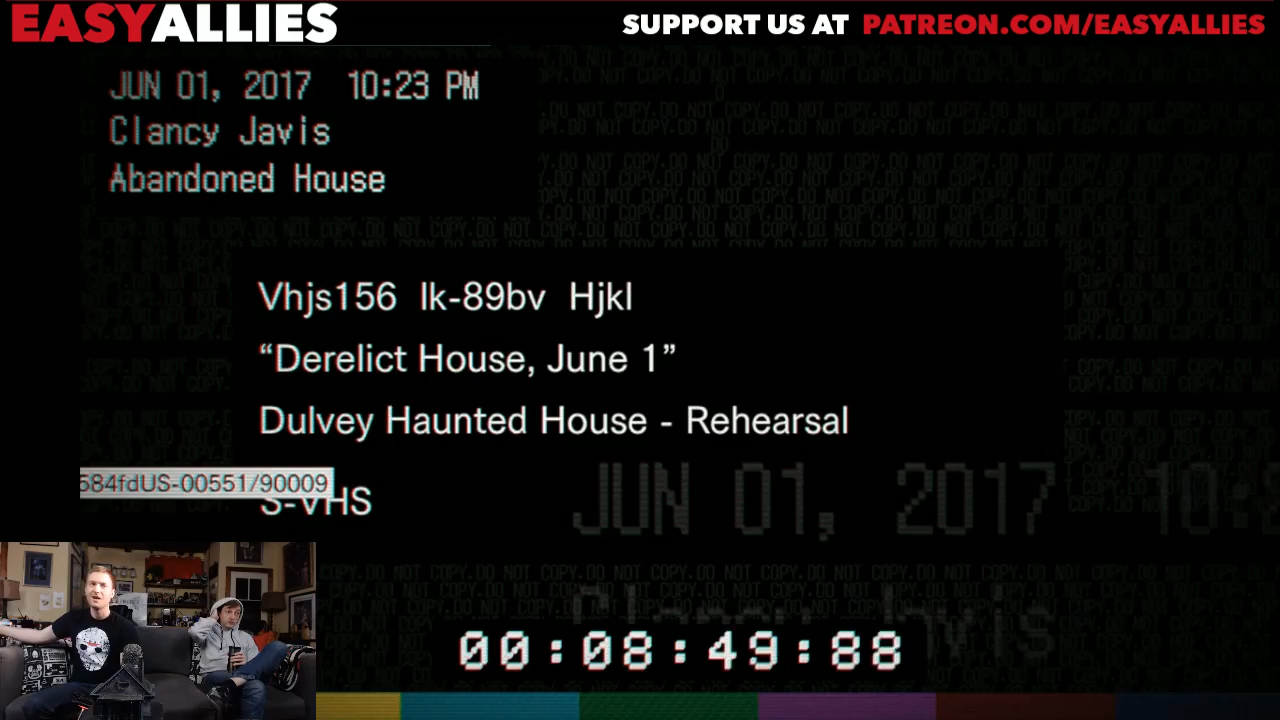 EASYALLIES
SUPPORT US AT PATREON.COM/EASYALLIES
JUN 01, 2017 10:23 PM
Clancy Javis
Abandoned House
Vhjs156 lk-89bv Hjkl
“Derelict House, June 1”
Dulvey Haunted House - Rehearsal
584fdUS-00551/90009
S-VHS
JUN 01, 2017
00:08:49:88